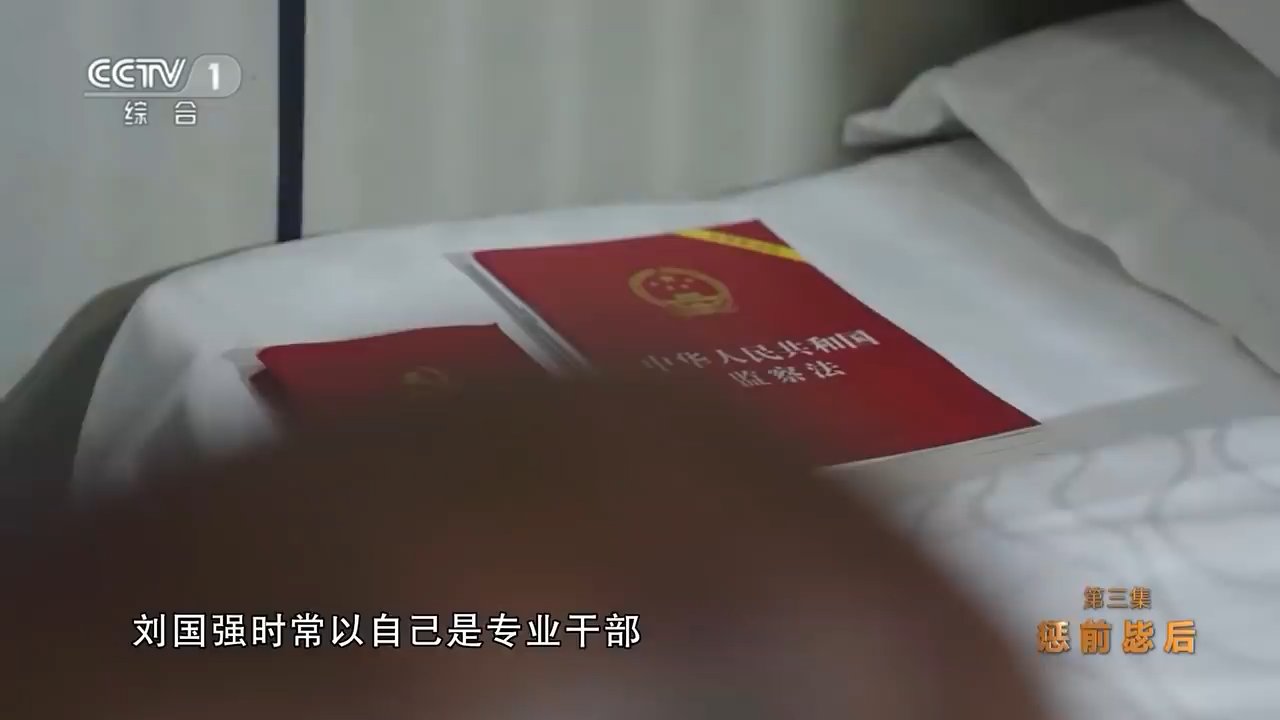 CCTV 1
综合
中华人民共和国
监察法
刘国强时常以自己是专业干部
第三集
惩前毖后